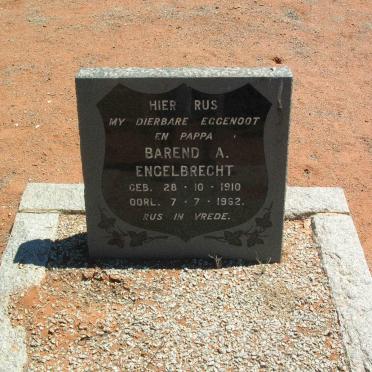 HIER RUS
MY DIERBARE EGGENOOT
EN PAPPA
BAREND A.
ENGELBRECHT
GEB. 28 · 10 · 1910
OORL. 7 · 7 · 1962.
RUS IN VREDE.